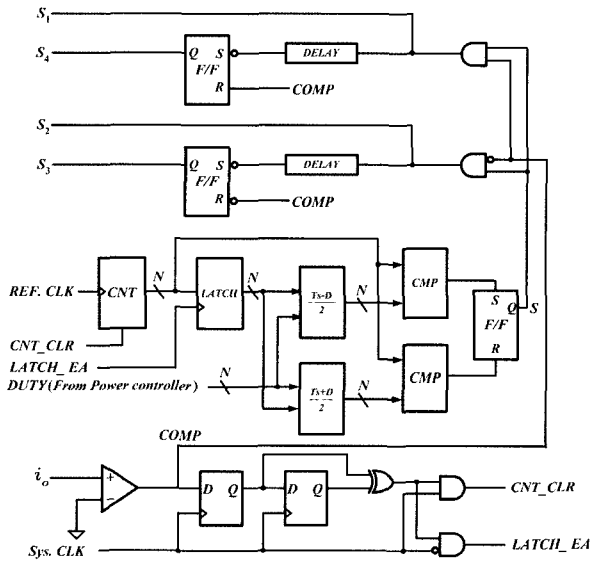 S1
S4
Q S
F/F
R
DELAY
COMP
S2
S3
Q S
F/F
R
DELAY
COMP
REF. CLK
CNT
N
LATCH
N
Ts-D
2
N
CMP
S
Q
F/F
R
S
CNT_CLR
LATCH_EA
DUTY(From Power controller)
N
Ts+D
2
N
CMP
COMP
io
+
−
D Q
D Q
CNT_CLR
Sys. CLK
LATCH_EA